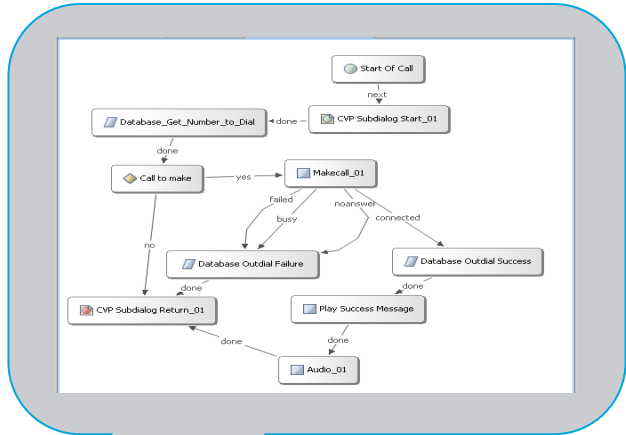 Start Of Call
next
CVP Subdialog Start_01
done
Database_Get_Number_to_Dial
done
Call to make
yes
Makecall_01
failed
busy
noanswer
connected
no
Database Outdial Failure
Database Outdial Success
done
done
CVP Subdialog Return_01
Play Success Message
done
done
Audio_01